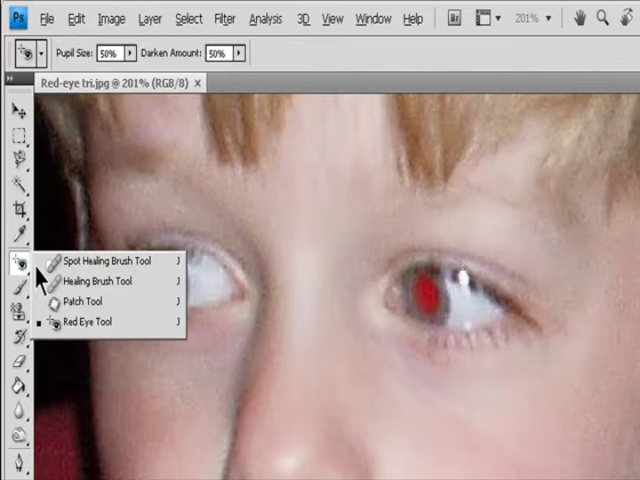 Ps File Edit Image Layer Select Filter Analysis 3D View Window Help Br 201%
Pupil Size: 50% Darken Amount: 50%
Red-eye tri.jpg @ 201% (RGB/8) x
Spot Healing Brush Tool J
Healing Brush Tool J
Patch Tool J
Red Eye Tool J